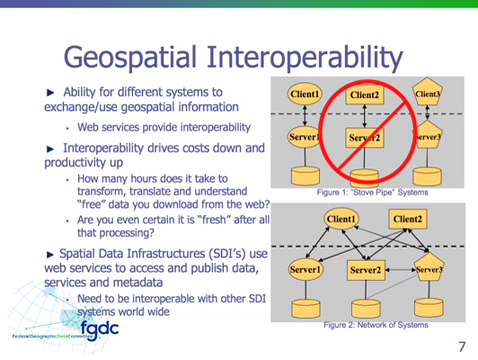 Geospatial Interoperability
Ability for different systems to
exchange/use geospatial information
Web services provide interoperability
Interoperability drives costs down and
productivity up
How many hours does it take to
transform, translate and understand
“free” data you download from the web?
Are you even certain it is “fresh” after all
that processing?
Spatial Data Infrastructures (SDI’s) use
web services to access and publish data,
services and metadata
Need to be interoperable with other SDI
systems world wide
Client1 Client2 Client3
Server1 Server2 Server3
Figure 1: “Stove Pipe” Systems
Client1 Client2
Server1 Server2 Server3
Figure 2: Network of Systems
fgdc
Federal Geographic Data Committee
7